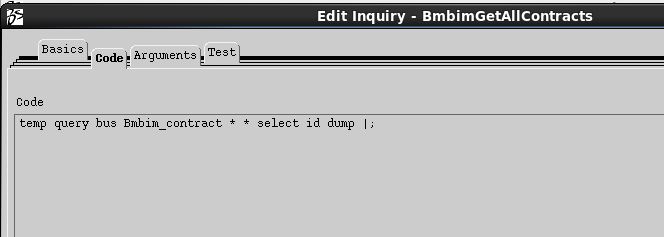 Edit Inquiry - BmbimGetAllContracts
Basics
Code
Arguments
Test
Code
temp query bus Bmbim_contract * * select id dump |;